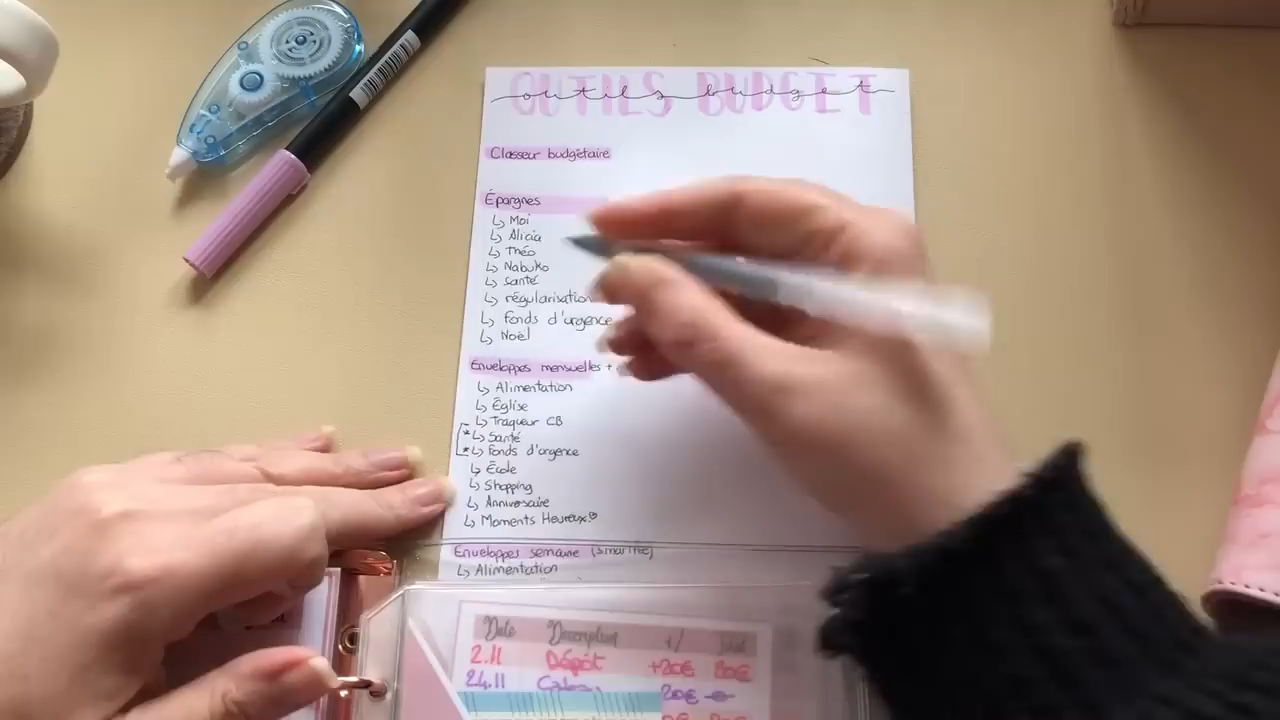 OUTILS BUDGET
outils budget
Classeur budgétaire
Épargnes
↳ Moi
↳ Alicia
↳ Théo
↳ Nabuko
↳ Santé
↳ régularisation
↳ Fonds d'urgence
↳ Noël
Enveloppes mensuelles +
↳ Alimentation
↳ Église
↳ Traqueur CB
*↳ Santé
*↳ Fonds d'urgence
↳ École
↳ Shopping
↳ Anniversaire
↳ Moments Heureux
Enveloppes semaine
↳ Alimentation
Date Description +/
2.11 Dépôt +20€ 80€
24.11 20€